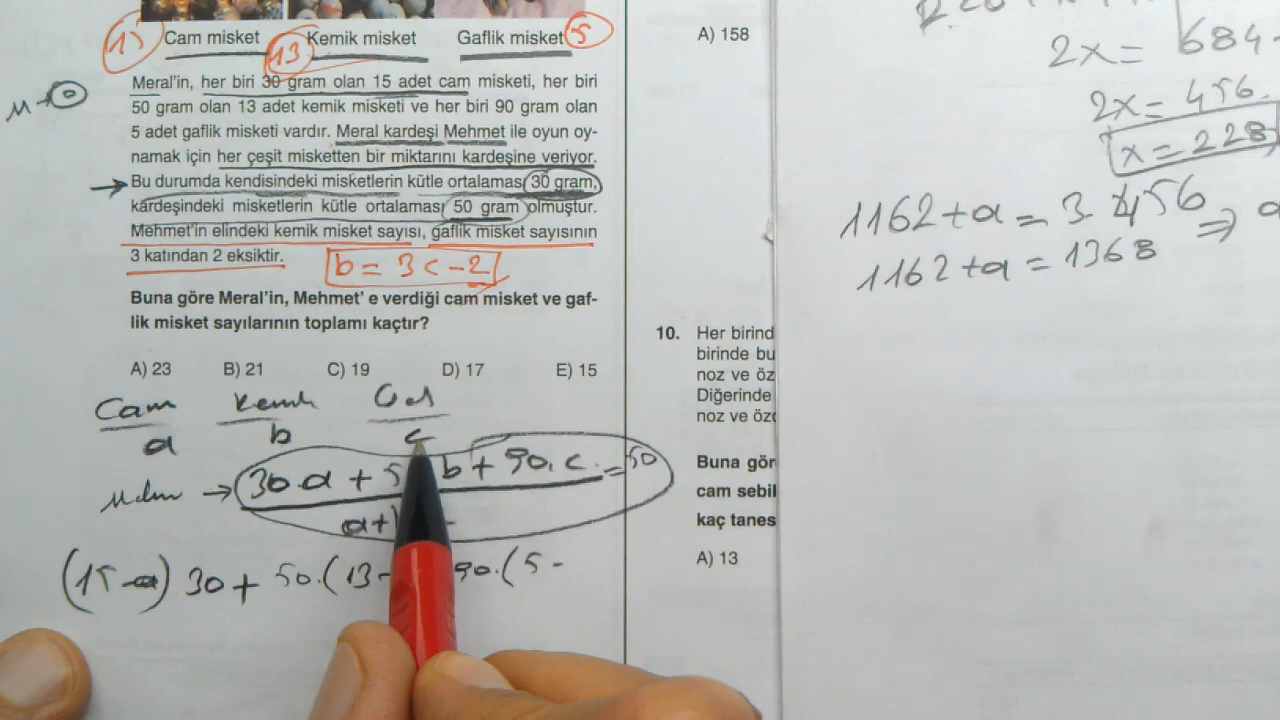 15 Cam misket 13 Kemik misket Gaflik misket 5
Meral'in, her biri 30 gram olan 15 adet cam misketi, her biri
50 gram olan 13 adet kemik misketi ve her biri 90 gram olan
5 adet gaflik misketi vardır. Meral kardeşi Mehmet ile oyun oy-
namak için her çeşit misketten bir miktarını kardeşine veriyor.
Bu durumda kendisindeki misketlerin kütle ortalaması 30 gram,
kardeşindeki misketlerin kütle ortalaması 50 gram olmuştur.
Mehmet'in elindeki kemik misket sayısı, gaflik misket sayısının
3 katından 2 eksiktir.
b = 3c - 2
Buna göre Meral'in, Mehmet' e verdiği cam misket ve gaf-
lik misket sayılarının toplamı kaçtır?
A) 23 B) 21 C) 19 D) 17 E) 15
Cam Kemik
a b c
30a + 5 b + 90.c = 50
a+
(15-a) 30 + 50.(13- 90.(5-
A) 158
10. Her birind
birinde bu
noz ve öz
Diğerinde
noz ve özd
Buna gör
cam sebil
kaç tanes
A) 13
2x = 684-
2x = 456.
x = 228
1162+a = 3.456 ⇒ a
1162+a = 1368